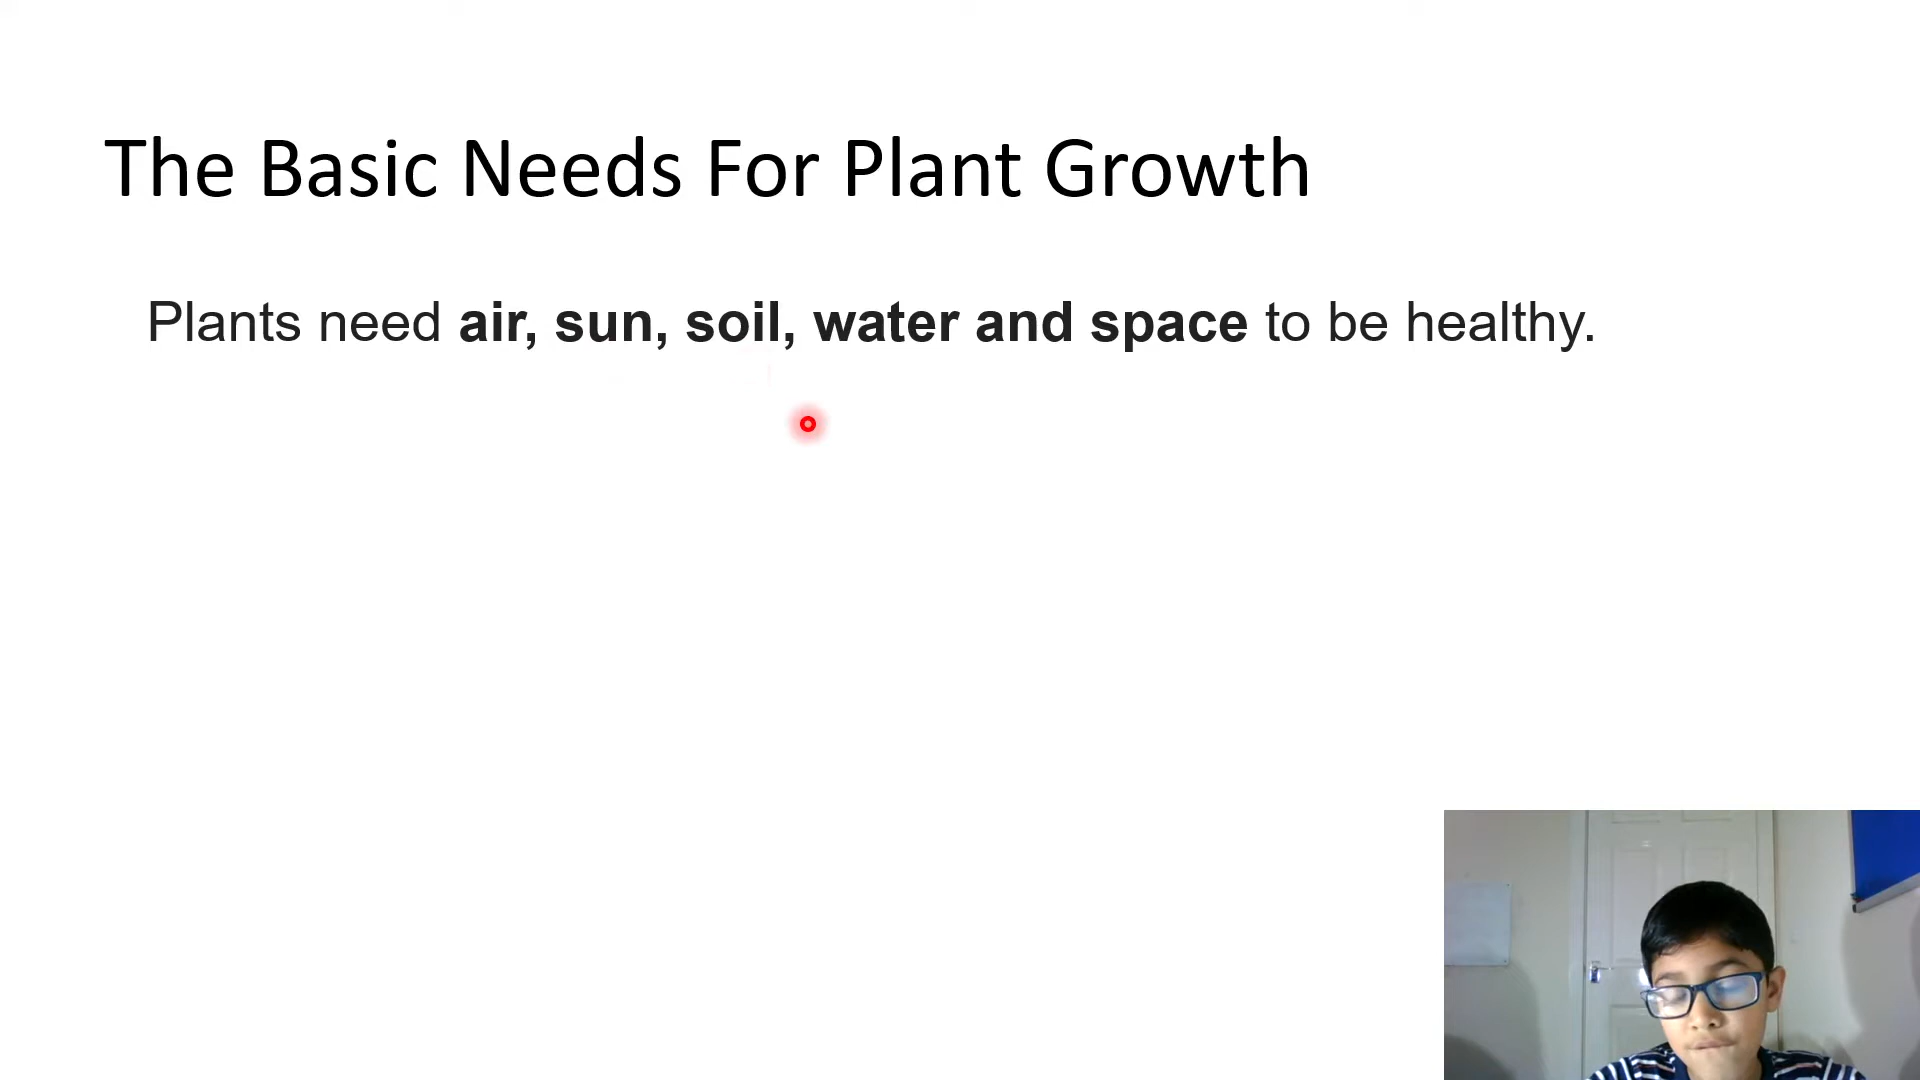 The Basic Needs For Plant Growth
Plants need air, sun, soil, water and space to be healthy.